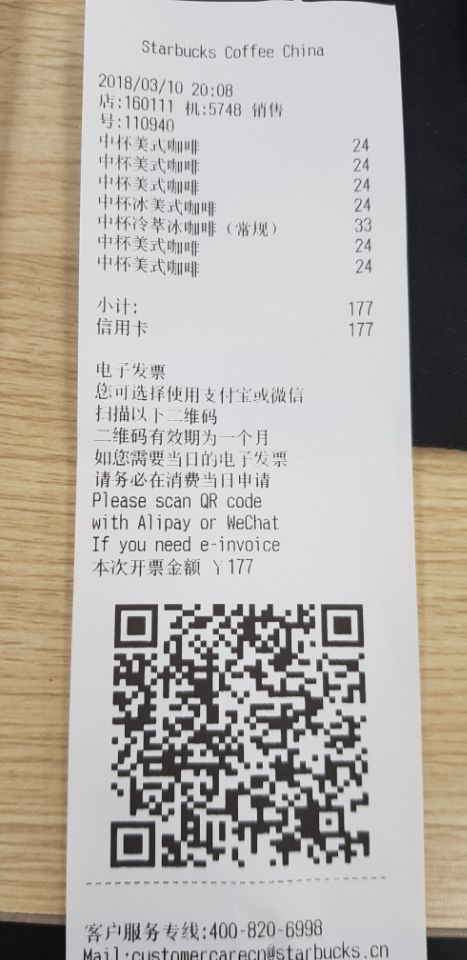 Starbucks Coffee China
2018/03/10 20:08
店:160111 机:5748 销售
号:110940
中杯美式咖啡 24
中杯美式咖啡 24
中杯美式咖啡 24
中杯冰美式咖啡 24
中杯冷萃冰咖啡（常规） 33
中杯美式咖啡 24
中杯美式咖啡 24
小计: 177
信用卡 177
电子发票
您可选择使用支付宝或微信
扫描以下二维码
二维码有效期为一个月
如您需要当日的电子发票
请务必在消费当日申请
Please scan QR code
with Alipay or WeChat
If you need e-invoice
本次开票金额 ￥177
客户服务专线:400-820-6998
Mail:customercarecn@starbucks.cn